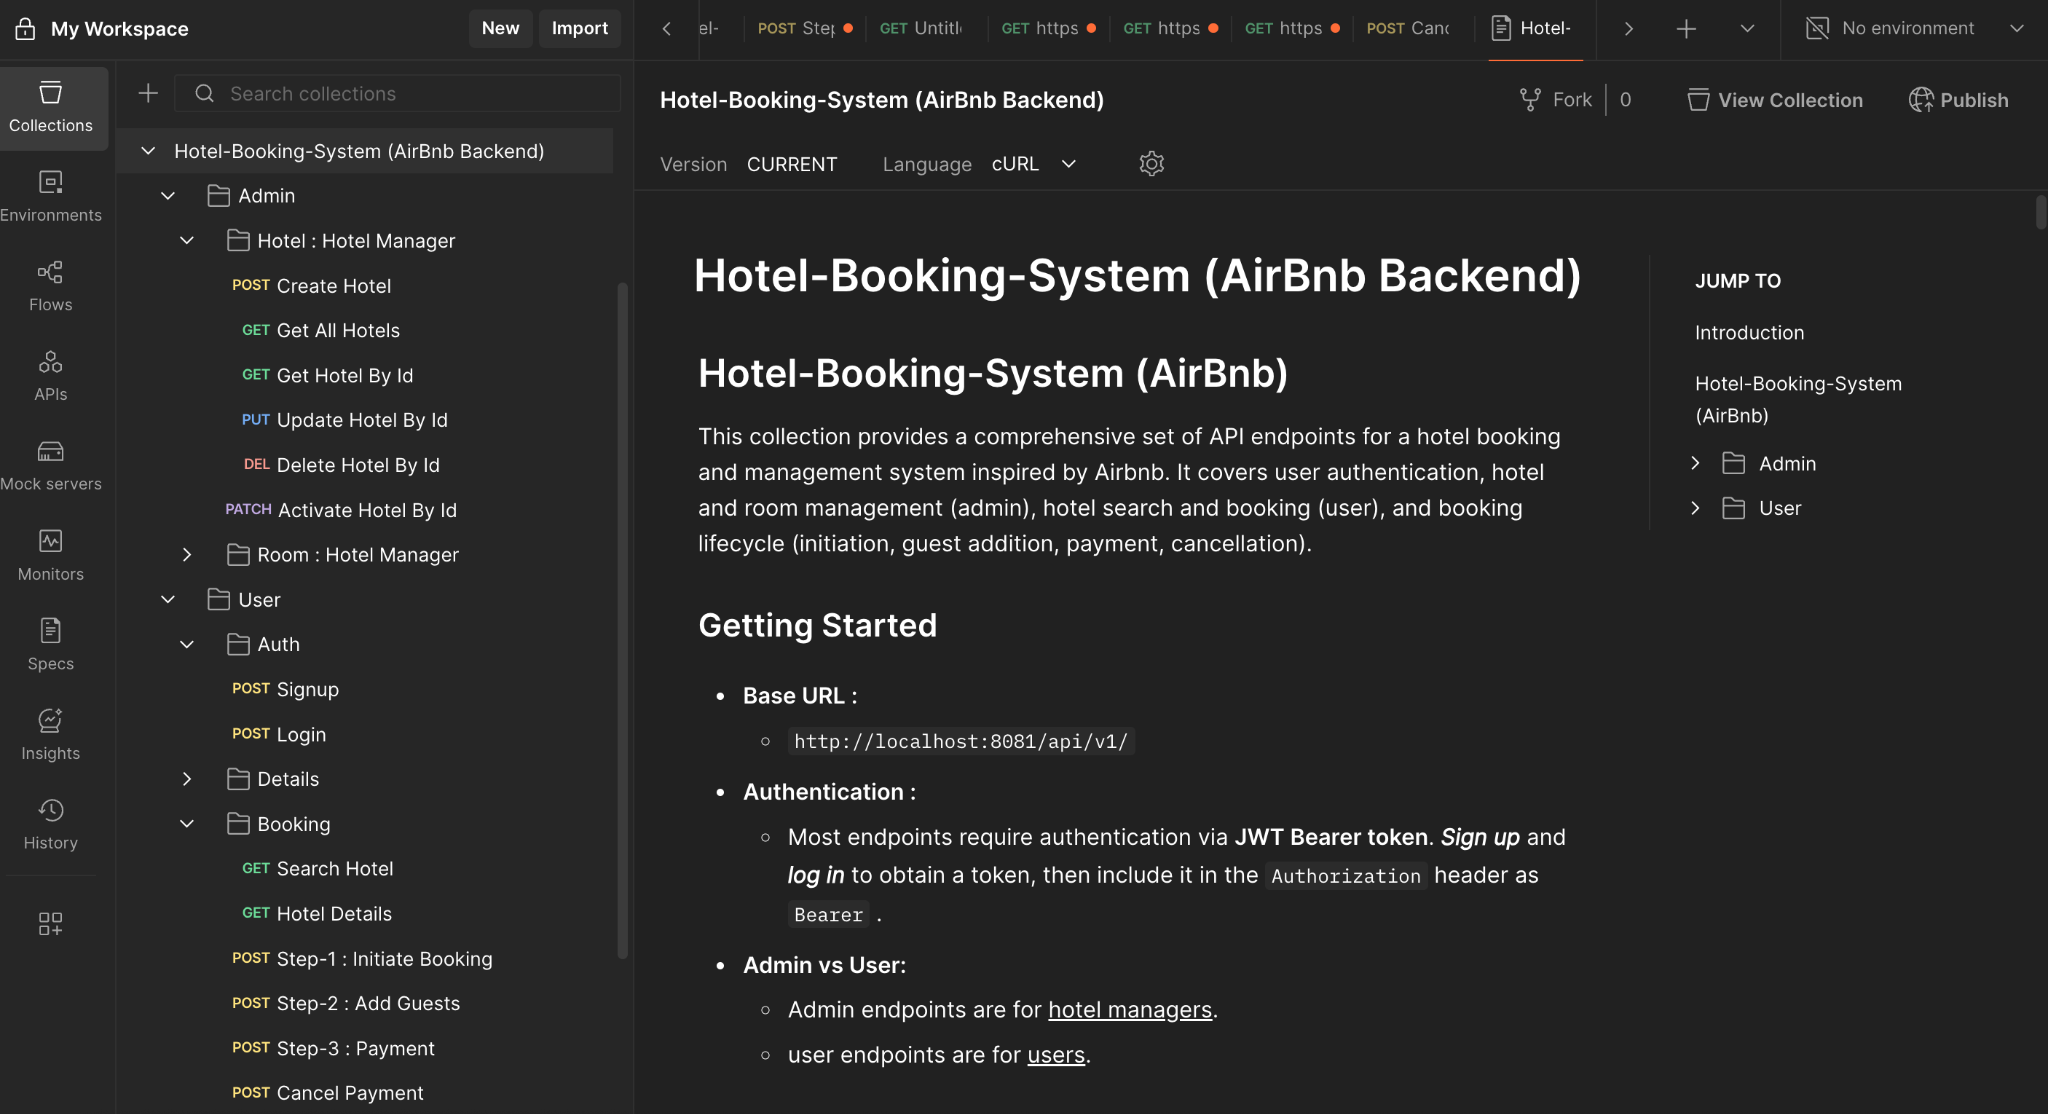 My Workspace
New
Import
el-
POST Step
GET Untitl
GET https
GET https
GET https
POST Canc
Hotel-
No environment
Collections
Environments
Flows
APIs
Mock servers
Monitors
Specs
Insights
History
Search collections
Hotel-Booking-System (AirBnb Backend)
Admin
Hotel : Hotel Manager
POST Create Hotel
GET Get All Hotels
GET Get Hotel By Id
PUT Update Hotel By Id
DEL Delete Hotel By Id
PATCH Activate Hotel By Id
Room : Hotel Manager
User
Auth
POST Signup
POST Login
Details
Booking
GET Search Hotel
GET Hotel Details
POST Step-1 : Initiate Booking
POST Step-2 : Add Guests
POST Step-3 : Payment
POST Cancel Payment
Hotel-Booking-System (AirBnb Backend)
Fork 0
View Collection
Publish
Version CURRENT Language cURL
Hotel-Booking-System (AirBnb Backend)
Hotel-Booking-System (AirBnb)
This collection provides a comprehensive set of API endpoints for a hotel booking
and management system inspired by Airbnb. It covers user authentication, hotel
and room management (admin), hotel search and booking (user), and booking
lifecycle (initiation, guest addition, payment, cancellation).
Getting Started
• Base URL :
http://localhost:8081/api/v1/
• Authentication :
Most endpoints require authentication via JWT Bearer token. Sign up and
log in to obtain a token, then include it in the Authorization header as
Bearer .
• Admin vs User:
Admin endpoints are for hotel managers.
user endpoints are for users.
JUMP TO
Introduction
Hotel-Booking-System
(AirBnb)
Admin
User